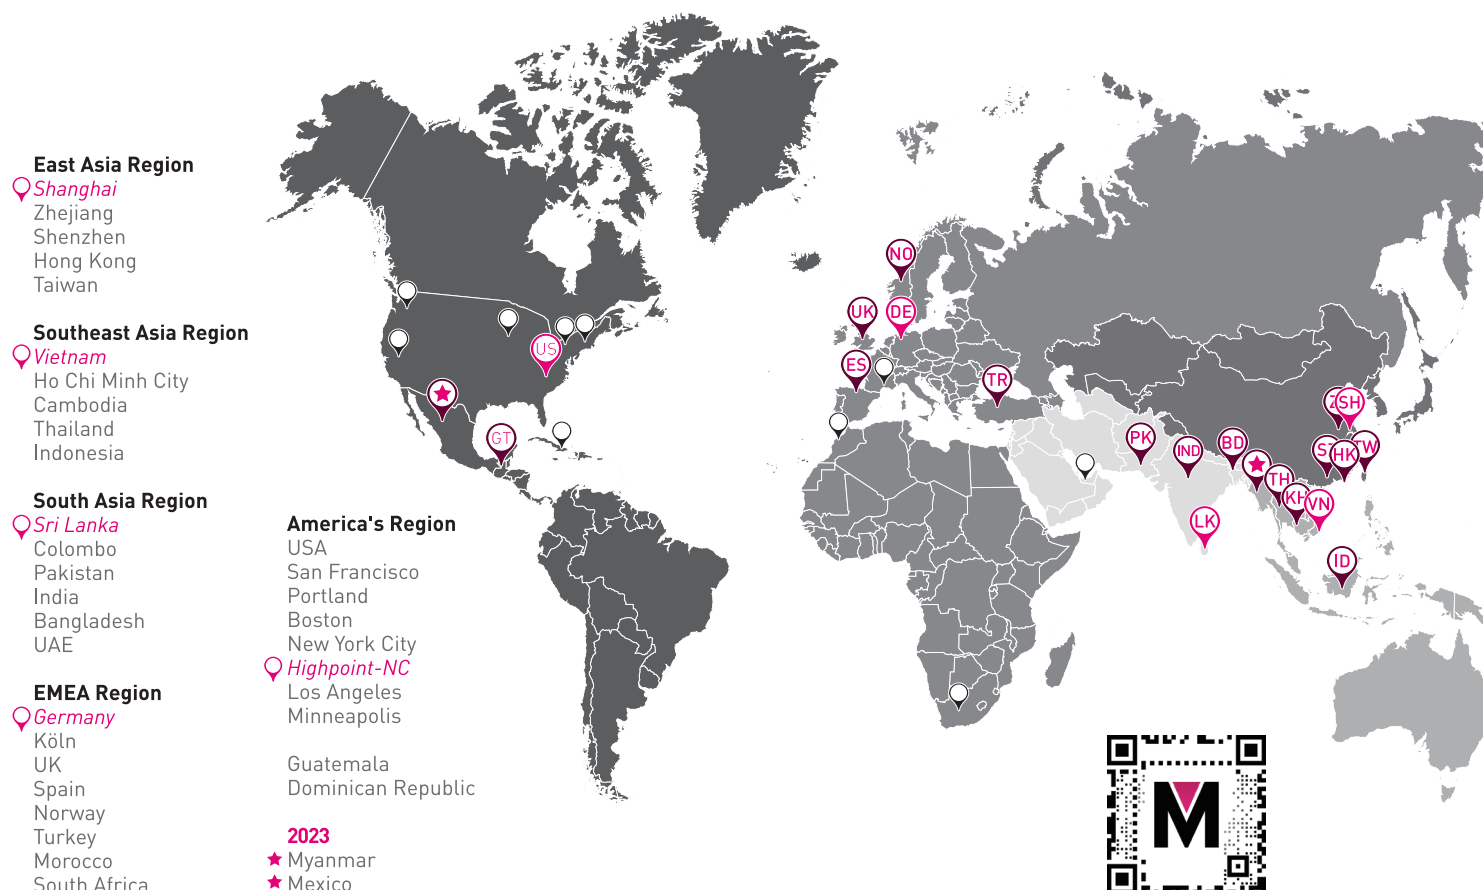 East Asia Region
Shanghai
Zhejiang
Shenzhen
Hong Kong
Taiwan
Southeast Asia Region
Vietnam
Ho Chi Minh City
Cambodia
Thailand
Indonesia
South Asia Region
Sri Lanka
Colombo
Pakistan
India
Bangladesh
UAE
EMEA Region
Germany
Köln
UK
Spain
Norway
Turkey
Morocco
South Africa
America's Region
USA
San Francisco
Portland
Boston
New York City
Highpoint-NC
Los Angeles
Minneapolis
Guatemala
Dominican Republic
2023
Myanmar
Mexico
US
GT
NO
UK
DE
ES
TR
PK
IND
BD
LK
TH
KH
VN
ID
SH
HK
TW
M